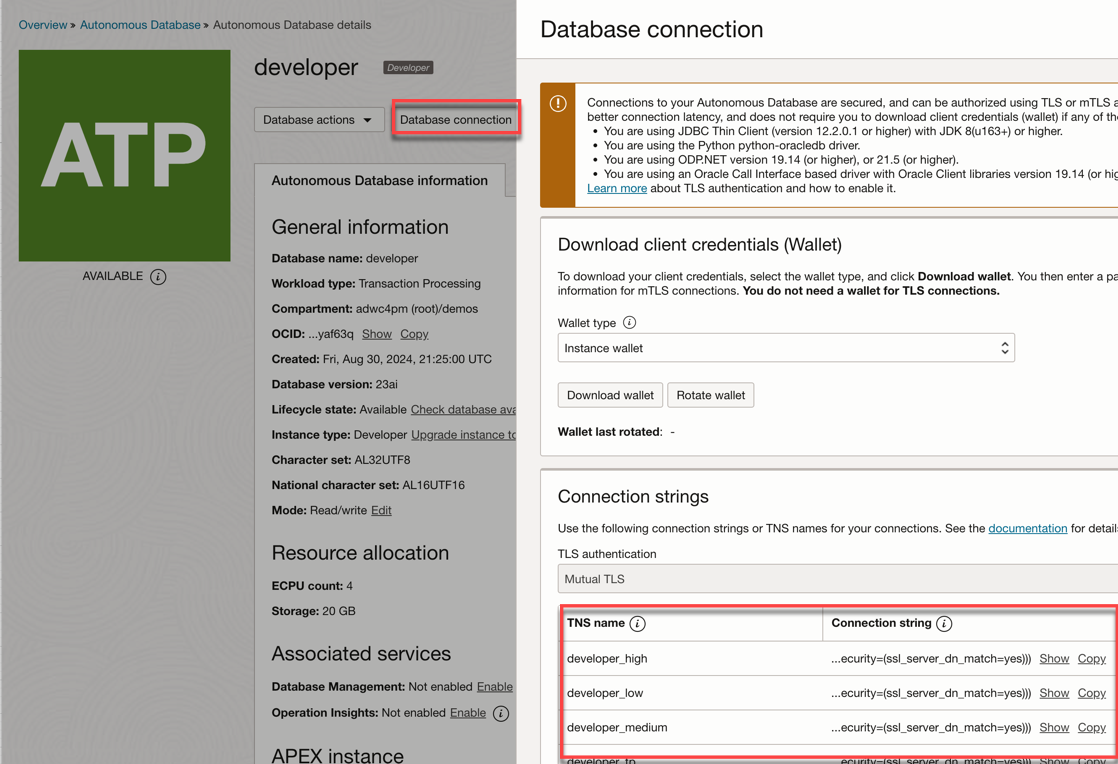 Overview » Autonomous Database » Autonomous Database details
ATP
AVAILABLE
developer
Developer
Database actions
Database connection
Autonomous Database information
General information
Database name: developer
Workload type: Transaction Processing
Compartment: adwc4pm (root)/demos
OCID: ...yaf63q Show Copy
Created: Fri, Aug 30, 2024, 21:25:00 UTC
Database version: 23ai
Lifecycle state: Available Check database ava
Instance type: Developer Upgrade instance to
Character set: AL32UTF8
National character set: AL16UTF16
Mode: Read/write Edit
Resource allocation
ECPU count: 4
Storage: 20 GB
Associated services
Database Management: Not enabled Enable
Operation Insights: Not enabled Enable
APEX instance
Database connection
Connections to your Autonomous Database are secured, and can be authorized using TLS or mTLS a
better connection latency, and does not require you to download client credentials (wallet) if any of the
• You are using JDBC Thin Client (version 12.2.0.1 or higher) with JDK 8(u163+) or higher.
• You are using the Python python-oracledb driver.
• You are using ODP.NET version 19.14 (or higher), or 21.5 (or higher).
• You are using an Oracle Call Interface based driver with Oracle Client libraries version 19.14 (or hig
Learn more about TLS authentication and how to enable it.
Download client credentials (Wallet)
To download your client credentials, select the wallet type, and click Download wallet. You then enter a pa
information for mTLS connections. You do not need a wallet for TLS connections.
Wallet type
Instance wallet
Download wallet Rotate wallet
Wallet last rotated: -
Connection strings
Use the following connection strings or TNS names for your connections. See the documentation for detail
TLS authentication
Mutual TLS
TNS name Connection string
developer_high ...ecurity=(ssl_server_dn_match=yes))) Show Copy
developer_low ...ecurity=(ssl_server_dn_match=yes))) Show Copy
developer_medium ...ecurity=(ssl_server_dn_match=yes))) Show Copy
developer_tp ...ecurity=(ssl_server_dn_match=yes))) Show Copy